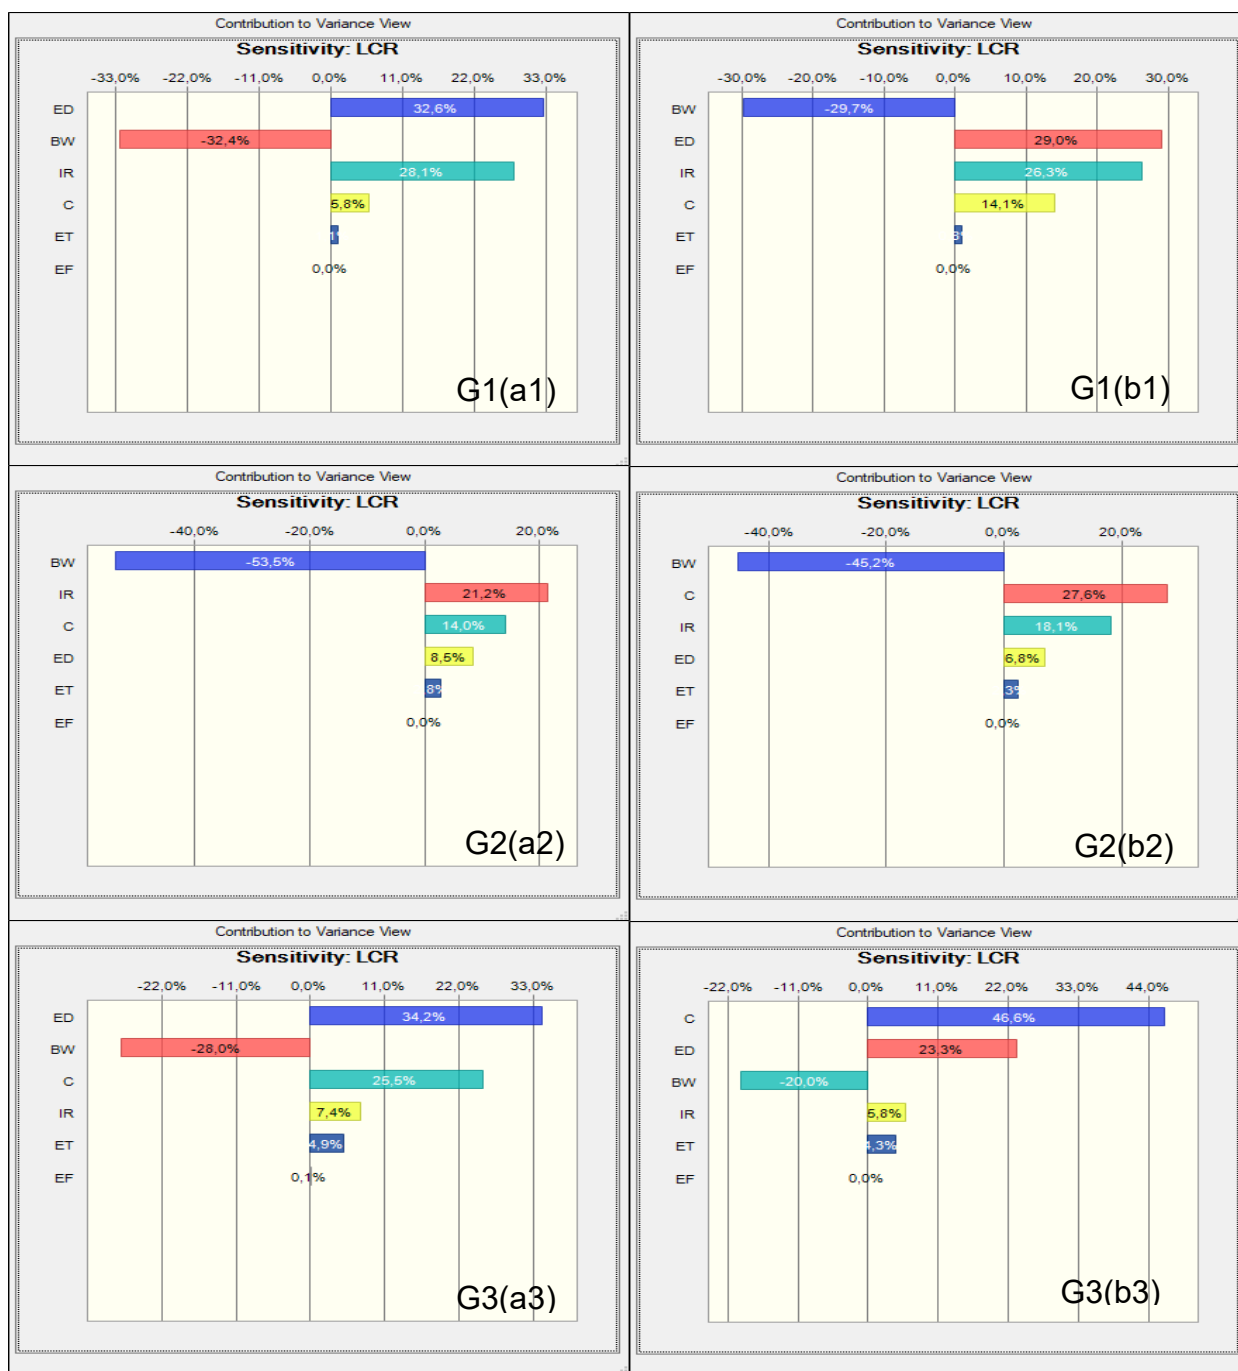 Contribution to Variance View
Sensitivity: LCR
-33,0% -22,0% -11,0% 0,0% 11,0% 22,0% 33,0%
ED 32,6%
BW -32,4%
IR 28,1%
C 5,8%
ET
EF 0,0%
G1(a1)
Contribution to Variance View
Sensitivity: LCR
-30,0% -20,0% -10,0% 0,0% 10,0% 20,0% 30,0%
BW -29,7%
ED 29,0%
IR 26,3%
C 14,1%
ET
EF 0,0%
G1(b1)
Contribution to Variance View
Sensitivity: LCR
-40,0% -20,0% 0,0% 20,0%
BW -53,5%
IR 21,2%
C 14,0%
ED 8,5%
ET 8%
EF 0,0%
G2(a2)
Contribution to Variance View
Sensitivity: LCR
-40,0% -20,0% 0,0% 20,0%
BW -45,2%
C 27,6%
IR 18,1%
ED 6,8%
ET 3%
EF 0,0%
G2(b2)
Contribution to Variance View
Sensitivity: LCR
-22,0% -11,0% 0,0% 11,0% 22,0% 33,0%
ED 34,2%
BW -28,0%
C 25,5%
IR 7,4%
ET 4,9%
EF 0,1%
G3(a3)
Contribution to Variance View
Sensitivity: LCR
-22,0% -11,0% 0,0% 11,0% 22,0% 33,0% 44,0%
C 46,6%
ED 23,3%
BW -20,0%
IR 5,8%
ET 4,3%
EF 0,0%
G3(b3)